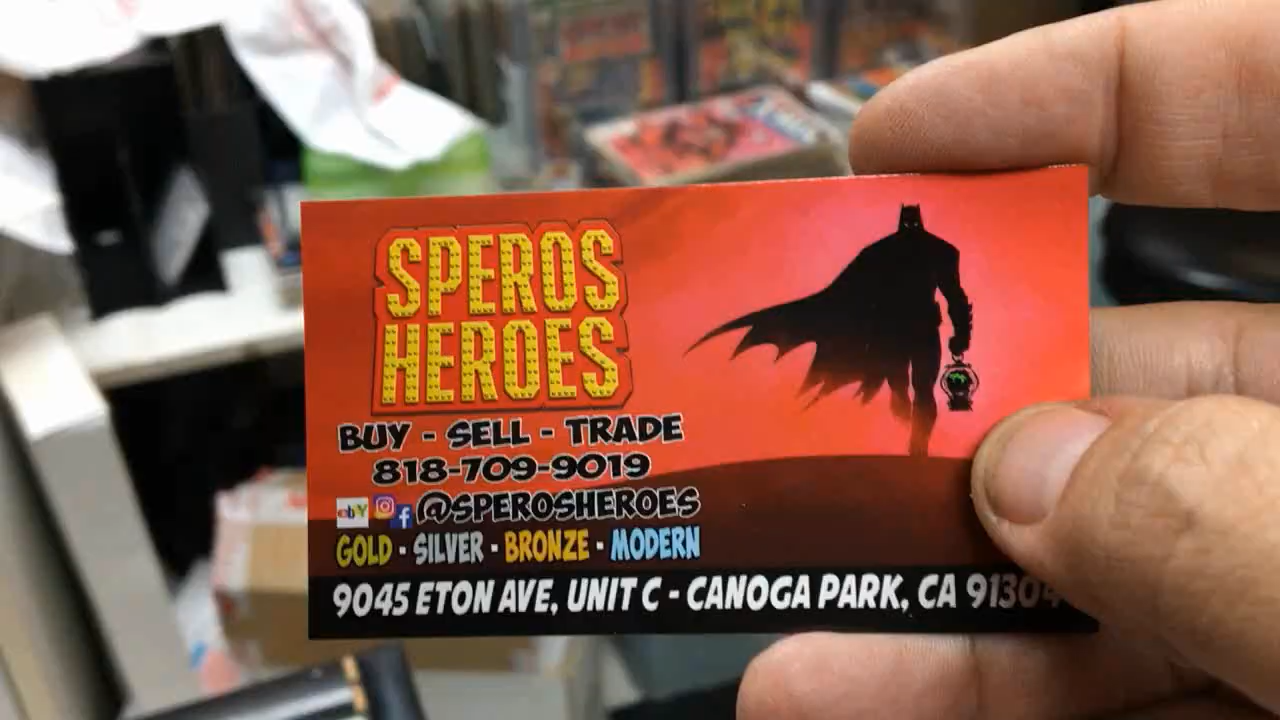 SPEROS
HEROES
BUY - SELL - TRADE
818-709-9019
ebY f @SPEROSHEROES
GOLD - SILVER - BRONZE - MODERN
9045 ETON AVE, UNIT C - CANOGA PARK, CA 91304